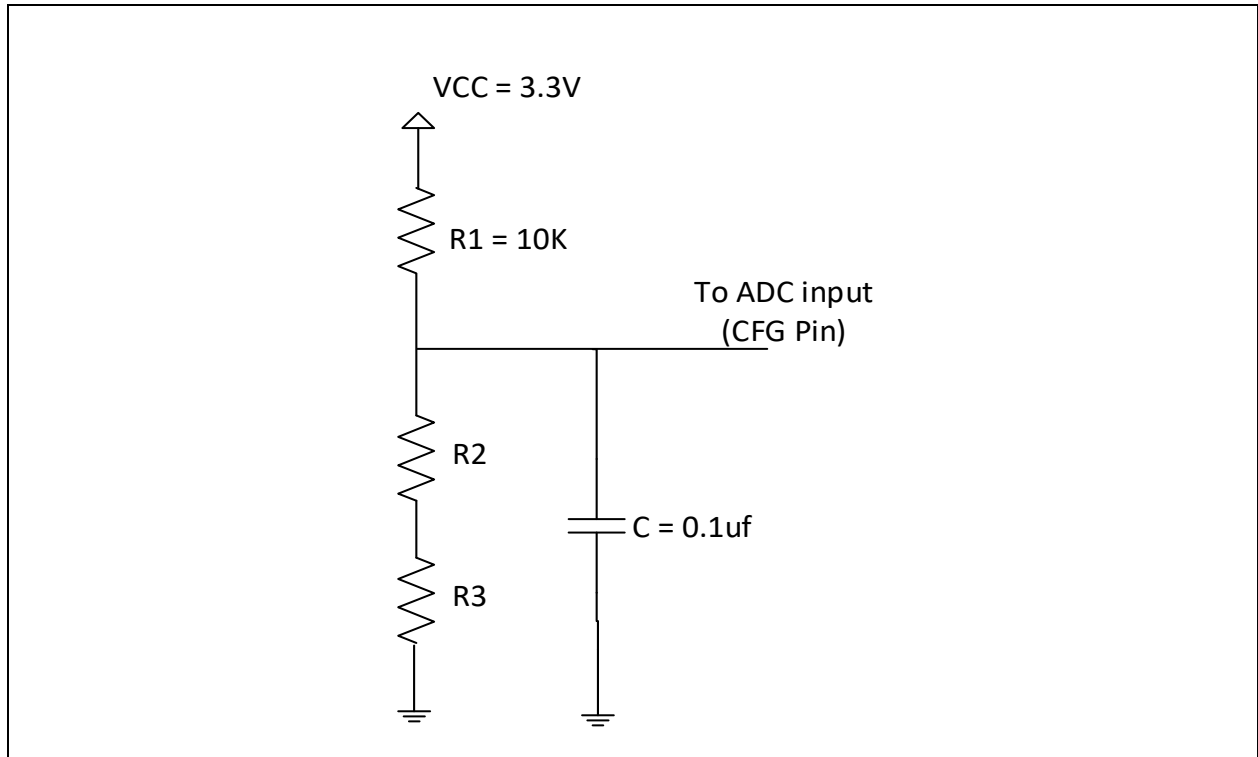 VCC = 3.3V
R1 = 10K
To ADC input
(CFG Pin)
R2
C = 0.1uf
R3